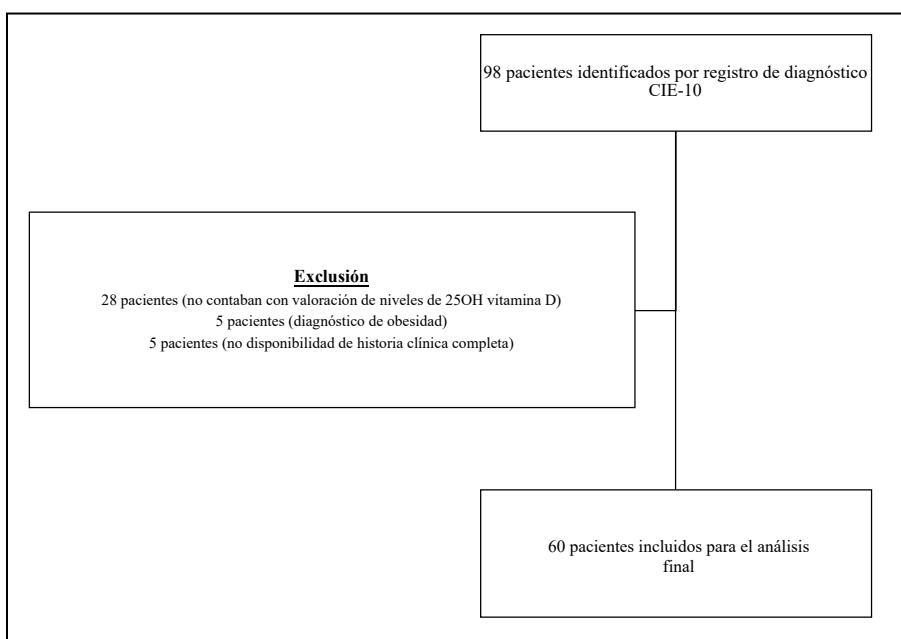 98 pacientes identificados por registro de diagnóstico
CIE-10
Exclusión
28 pacientes (no contaban con valoración de niveles de 25OH vitamina D)
5 pacientes (diagnóstico de obesidad)
5 pacientes (no disponibilidad de historia clínica completa)
60 pacientes incluidos para el análisis
final